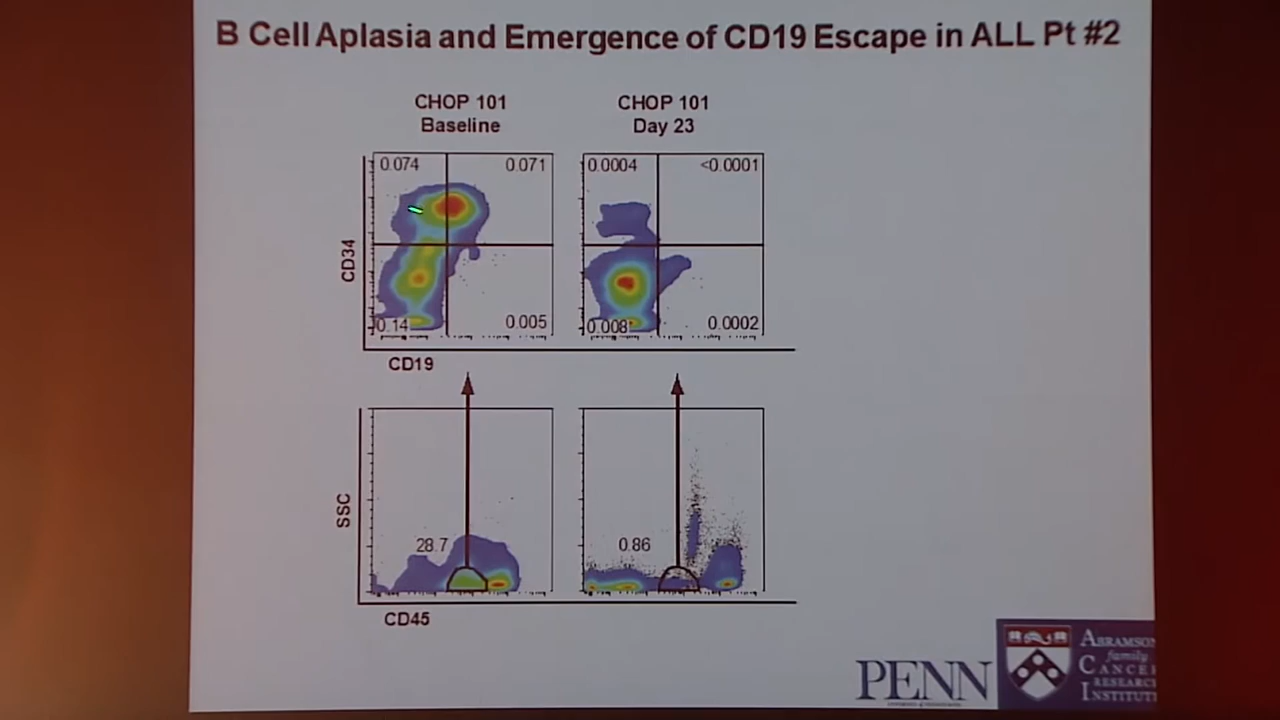 B Cell Aplasia and Emergence of CD19 Escape in ALL Pt #2
CHOP 101
Baseline
CHOP 101
Day 23
0.074
0.071
0.0004
<0.0001
CD34
0.14
0.005
0.008
0.0002
CD19
SSC
28.7
0.86
CD45
PENN
family